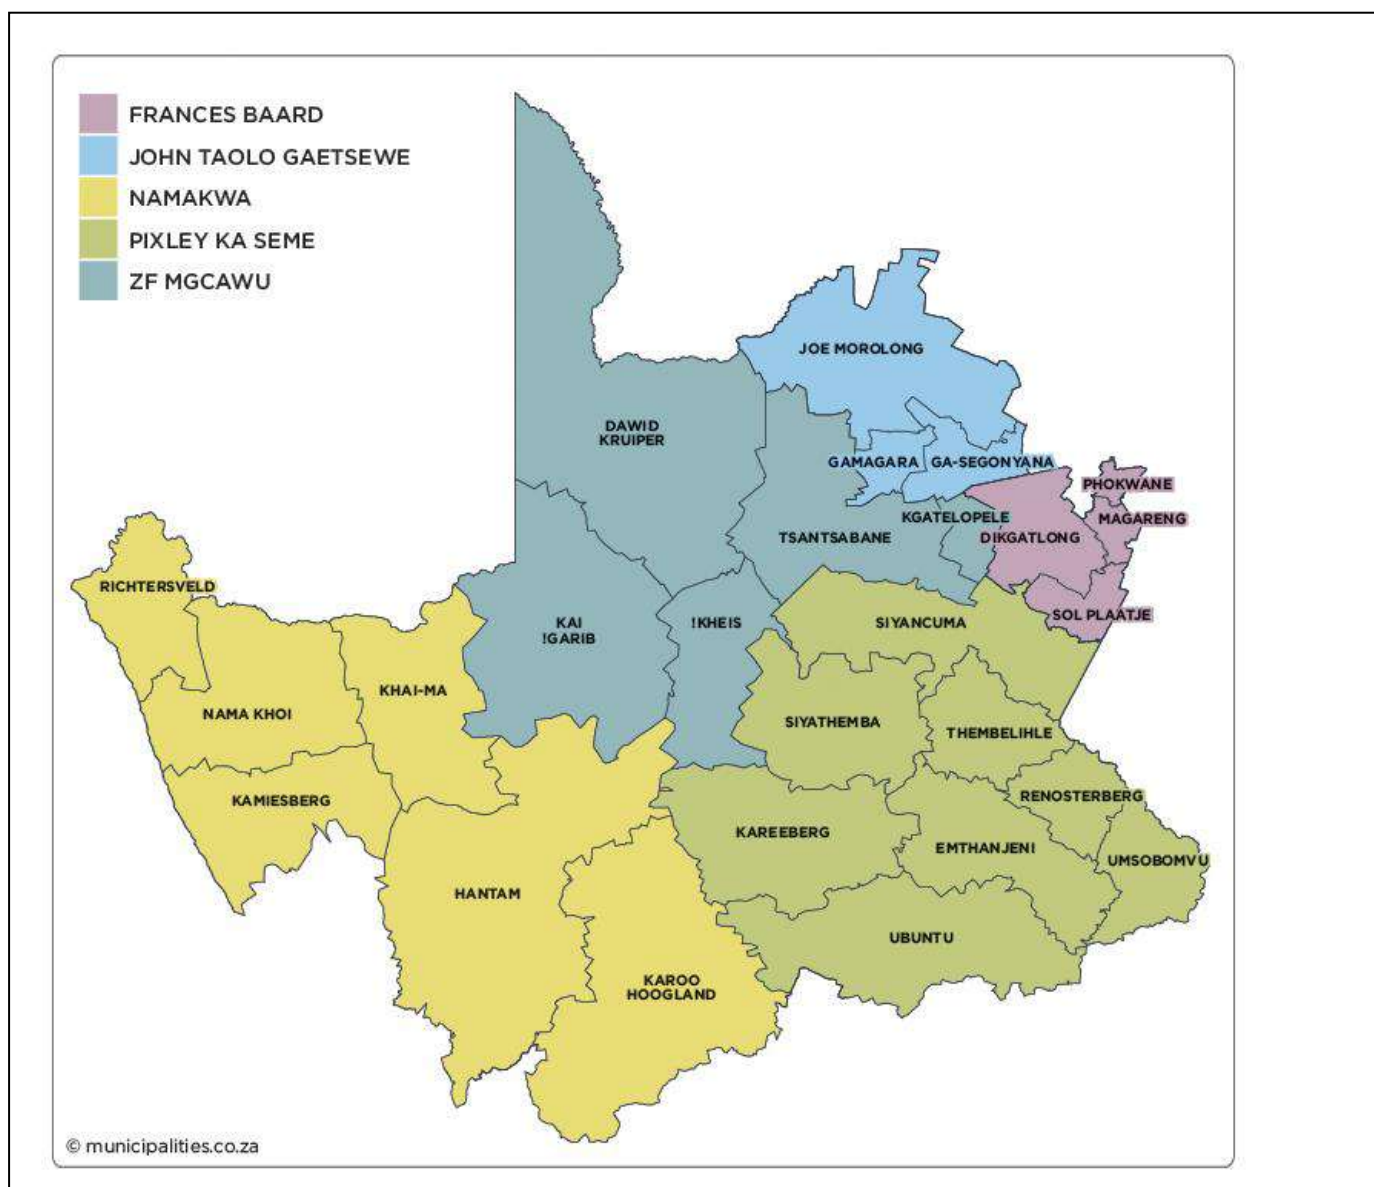 FRANCES BAARD
JOHN TAOLO GAETSEWE
NAMAKWA
PIXLEY KA SEME
ZF MGCAWU
JOE MOROLONG
DAWID
KRUIPER
GAMAGARA
GA-SEGONYANA
PHOKWANE
KGATELOPELE
MAGARENG
TSANTSABANE
DIKGATLONG
RICHTERSVELD
SOL PLAATJE
KAI
!GARIB
!KHEIS
SIYANCUMA
KHAI-MA
NAMA KHOI
SIYATHEMBA
THEMBELIHLE
KAMIESBERG
RENOSTERBERG
KAREEBERG
EMTHANJENI
UMSOBOMVU
HANTAM
UBUNTU
KAROO
HOOGLAND
© municipalities.co.za